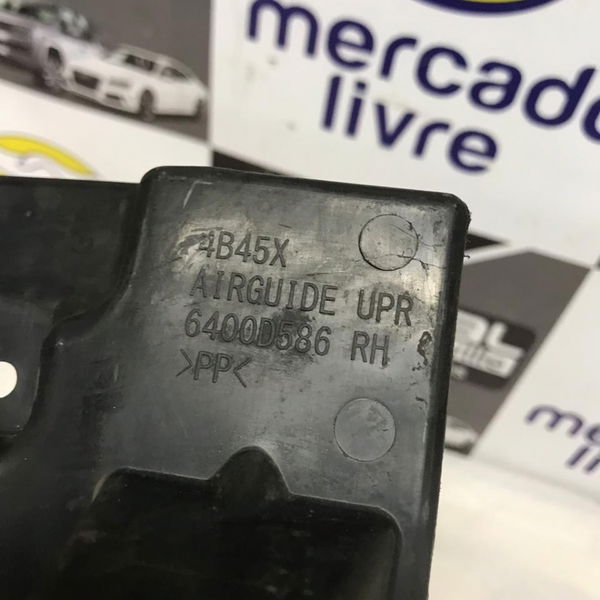 mercado
livre
4B45X
AIRGUIDE UPR
6400D586 RH
>PP<